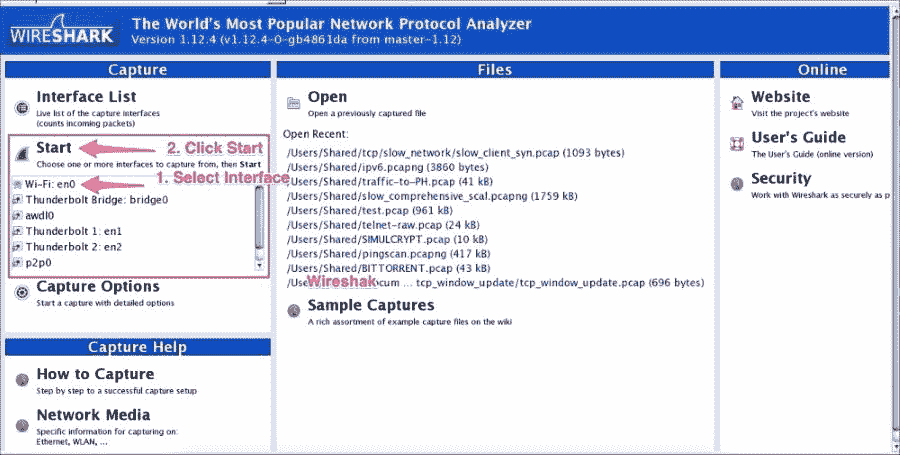 WIRESHARK
The World's Most Popular Network Protocol Analyzer
Version 1.12.4 (v1.12.4-0-gb4861da from master-1.12)
Capture
Interface List
Live list of the capture interfaces
(counts incoming packets)
Start
2. Click Start
Choose one or more interfaces to capture from, then Start
1. Select Interface
Wi-Fi: en0
Thunderbolt Bridge: bridge0
awdl0
Thunderbolt 1: en1
Thunderbolt 2: en2
p2p0
Capture Options
Start a capture with detailed options
Capture Help
How to Capture
Step by step to a successful capture setup
Network Media
Specific information for capturing on:
Ethernet, WLAN, ...
Files
Open
Open a previously captured file
Open Recent:
/Users/Shared/tcp/slow_network/slow_client_syn.pcap (1093 bytes)
/Users/Shared/ipv6.pcapng (3860 bytes)
/Users/Shared/traffic-to-PH.pcap (41 kB)
/Users/Shared/slow_comprehensive_scal.pcapng (1759 kB)
/Users/Shared/test.pcap (961 kB)
/Users/Shared/telnet-raw.pcap (24 kB)
/Users/Shared/SIMULCRYPT.pcap (10 kB)
/Users/Shared/pingscan.pcapng (417 kB)
/Users/Shared/BITTORRENT.pcap (43 kB)
Wireshak
... tcp_window_update/tcp_window_update.pcap (696 bytes)
Sample Captures
A rich assortment of example capture files on the wiki
Online
Website
Visit the project's website
User's Guide
The User's Guide (online version)
Security
Work with Wireshark as securely as p